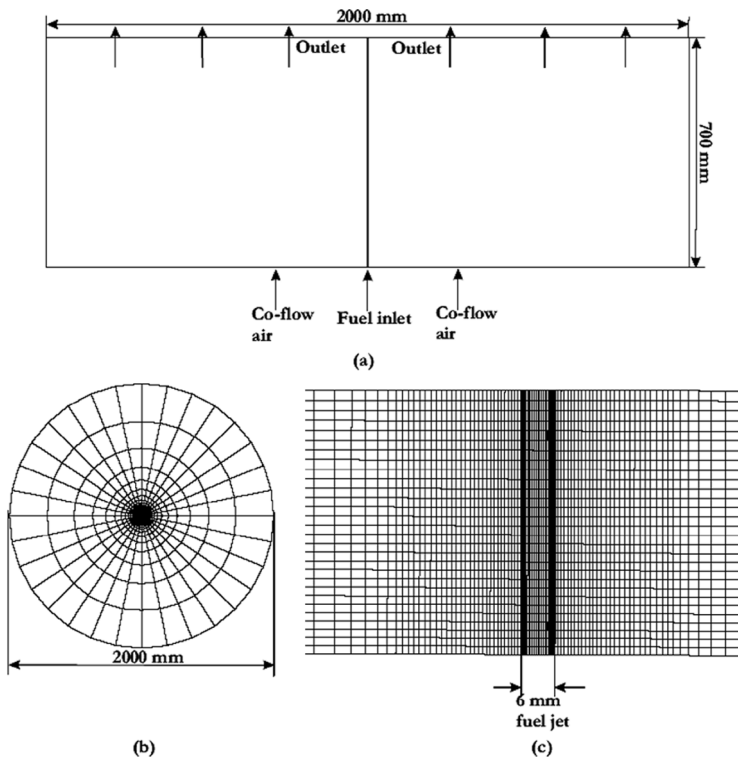 2000 mm
Outlet Outlet
700 mm
Co-flow
air
Fuel inlet
Co-flow
air
(a)
2000 mm
6 mm
fuel jet
(b)
(c)